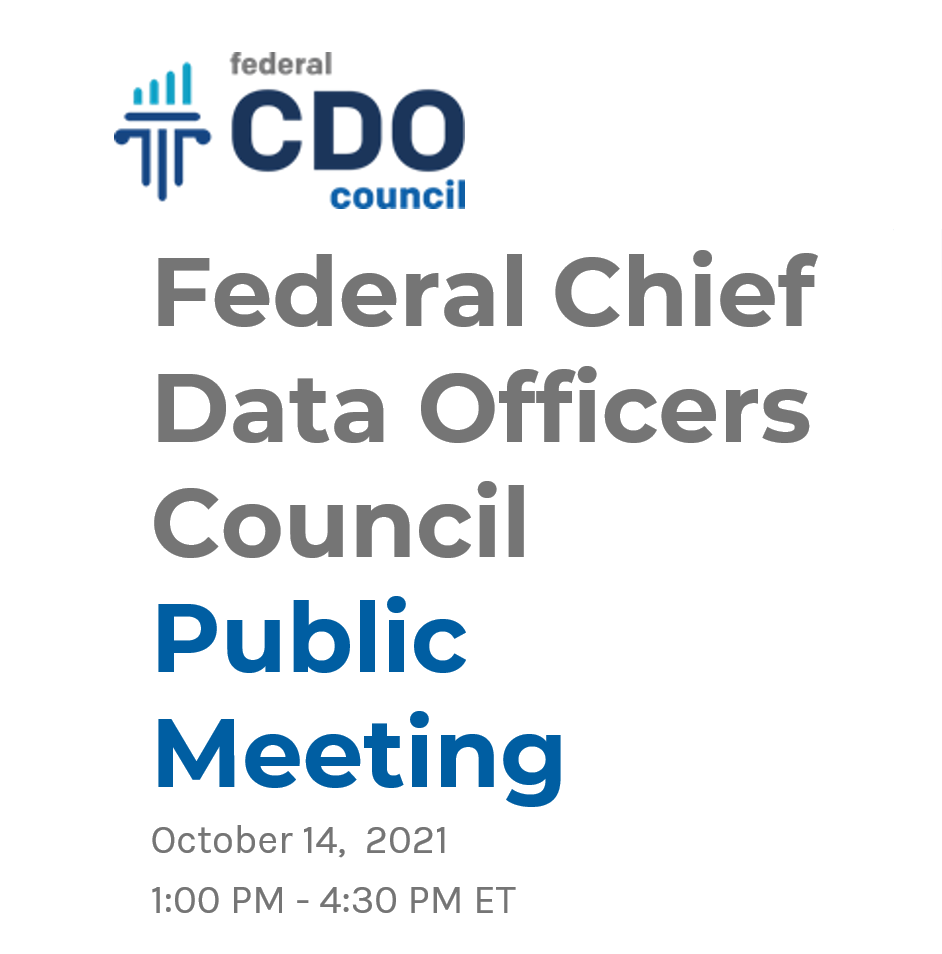 federal
CDO
council
Federal Chief
Data Officers
Council
Public
Meeting
October 14, 2021
1:00 PM - 4:30 PM ET